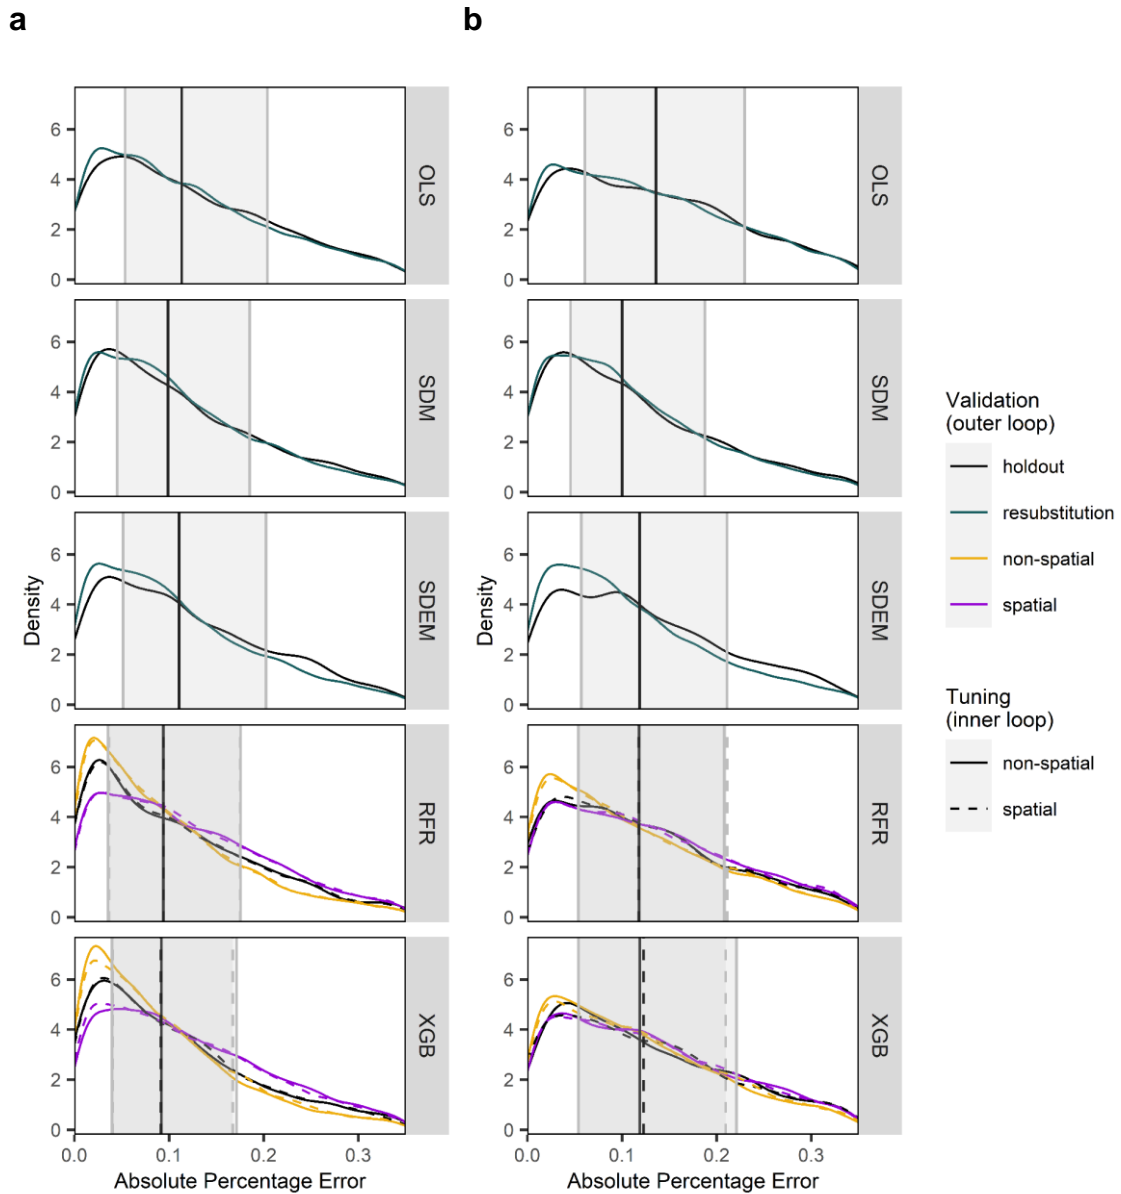 a
b
6
4
2
0
OLS
6
4
2
0
OLS
6
4
2
0
SDM
6
4
2
0
SDM
Density
6
4
2
0
SDEM
Density
6
4
2
0
SDEM
6
4
2
0
RFR
6
4
2
0
RFR
6
4
2
0
XGB
6
4
2
0
XGB
0.0 0.1 0.2 0.3
Absolute Percentage Error
0.0 0.1 0.2 0.3
Absolute Percentage Error
Validation
(outer loop)
holdout
resubstitution
non-spatial
spatial
Tuning
(inner loop)
non-spatial
spatial